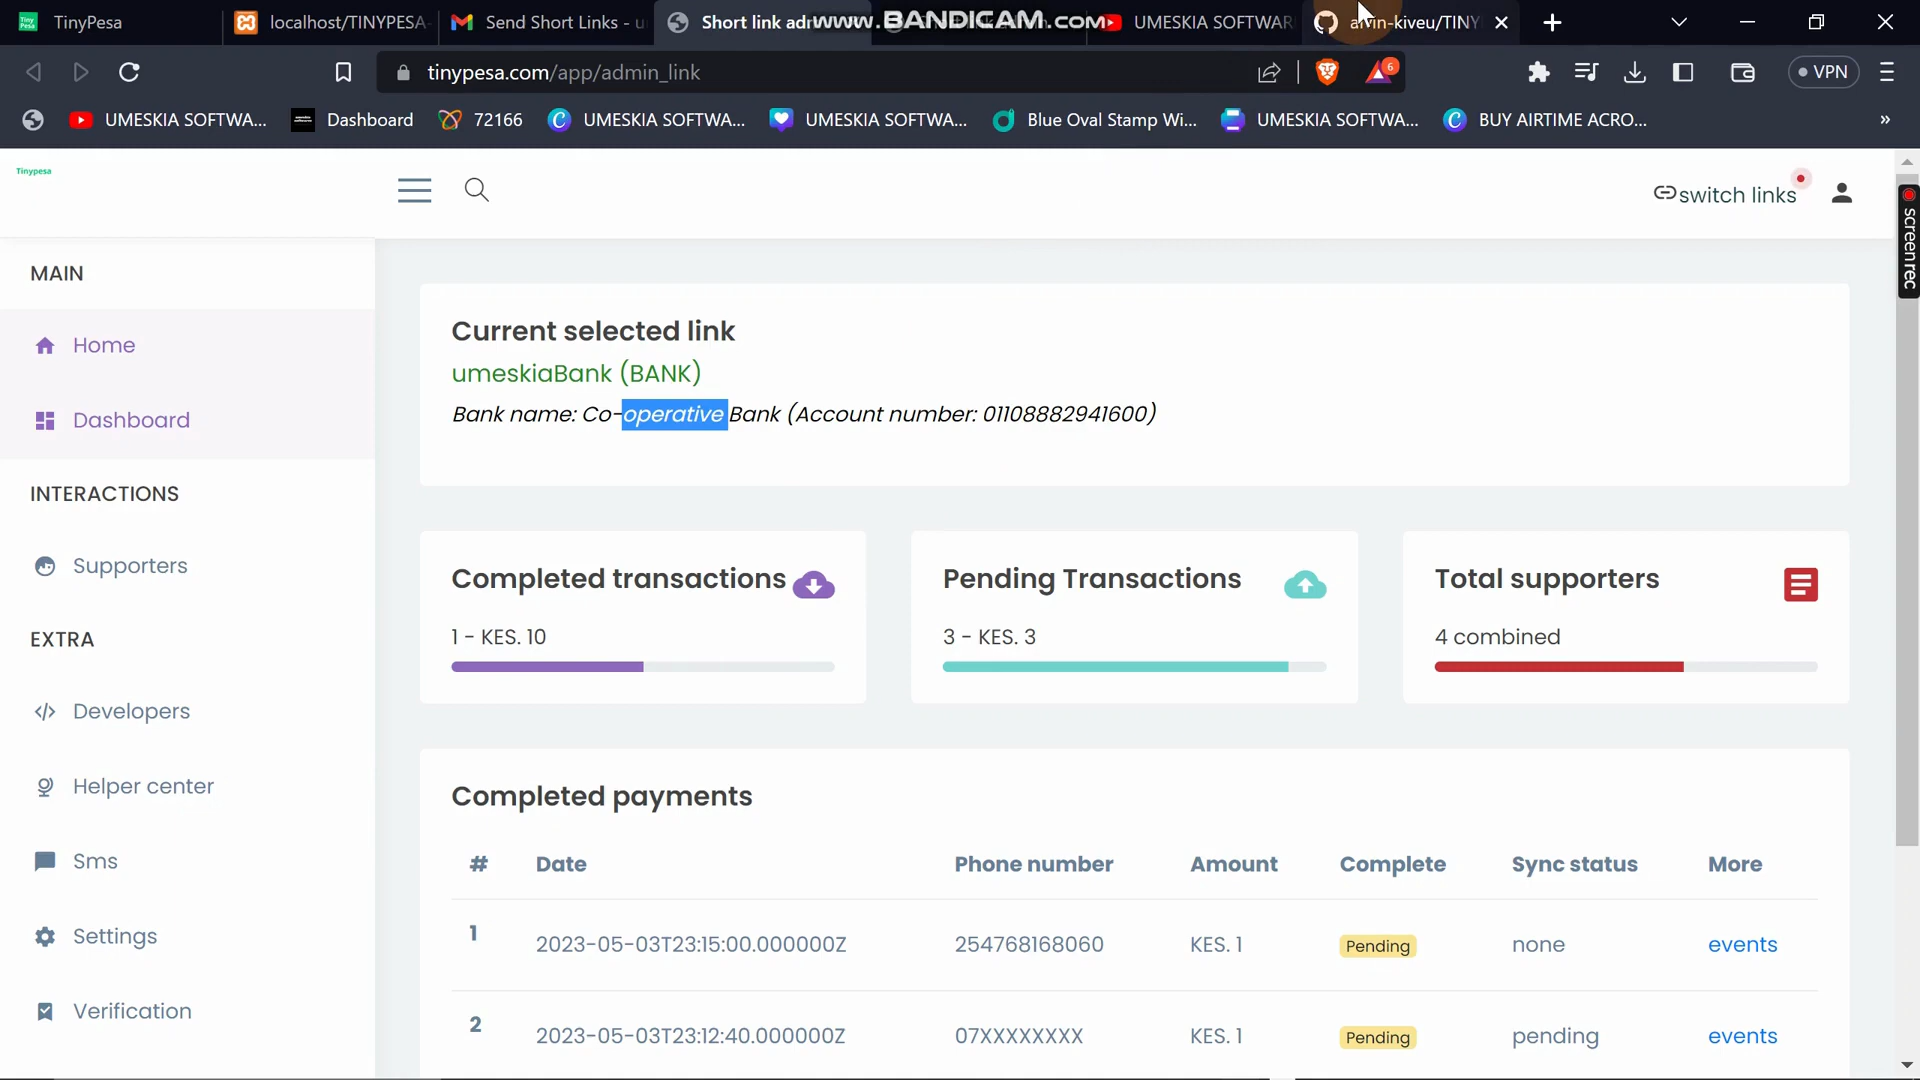 TinyPesa
localhost/TINYPESA
Send Short Links - u
Short link adm
www.BANDICAM.com
UMESKIA SOFTWAR
alvin-kiveu/TINY
tinypesa.com/app/admin_link
6
VPN
UMESKIA SOFTWA...
Dashboard
72166
UMESKIA SOFTWA...
UMESKIA SOFTWA...
Blue Oval Stamp Wi...
UMESKIA SOFTWA...
BUY AIRTIME ACRO...
»
Tinypesa
switch links
screenrec
MAIN
Home
Dashboard
INTERACTIONS
Supporters
EXTRA
Developers
Helper center
Sms
Settings
Verification
Current selected link
umeskiaBank (BANK)
Bank name: Co-operative Bank (Account number: 01108882941600)
Completed transactions
1 - KES. 10
Pending Transactions
3 - KES. 3
Total supporters
4 combined
Completed payments
# Date Phone number Amount Complete Sync status More
1 2023-05-03T23:15:00.000000Z 254768168060 KES. 1 Pending none events
2 2023-05-03T23:12:40.000000Z 07XXXXXXXX KES. 1 Pending pending events